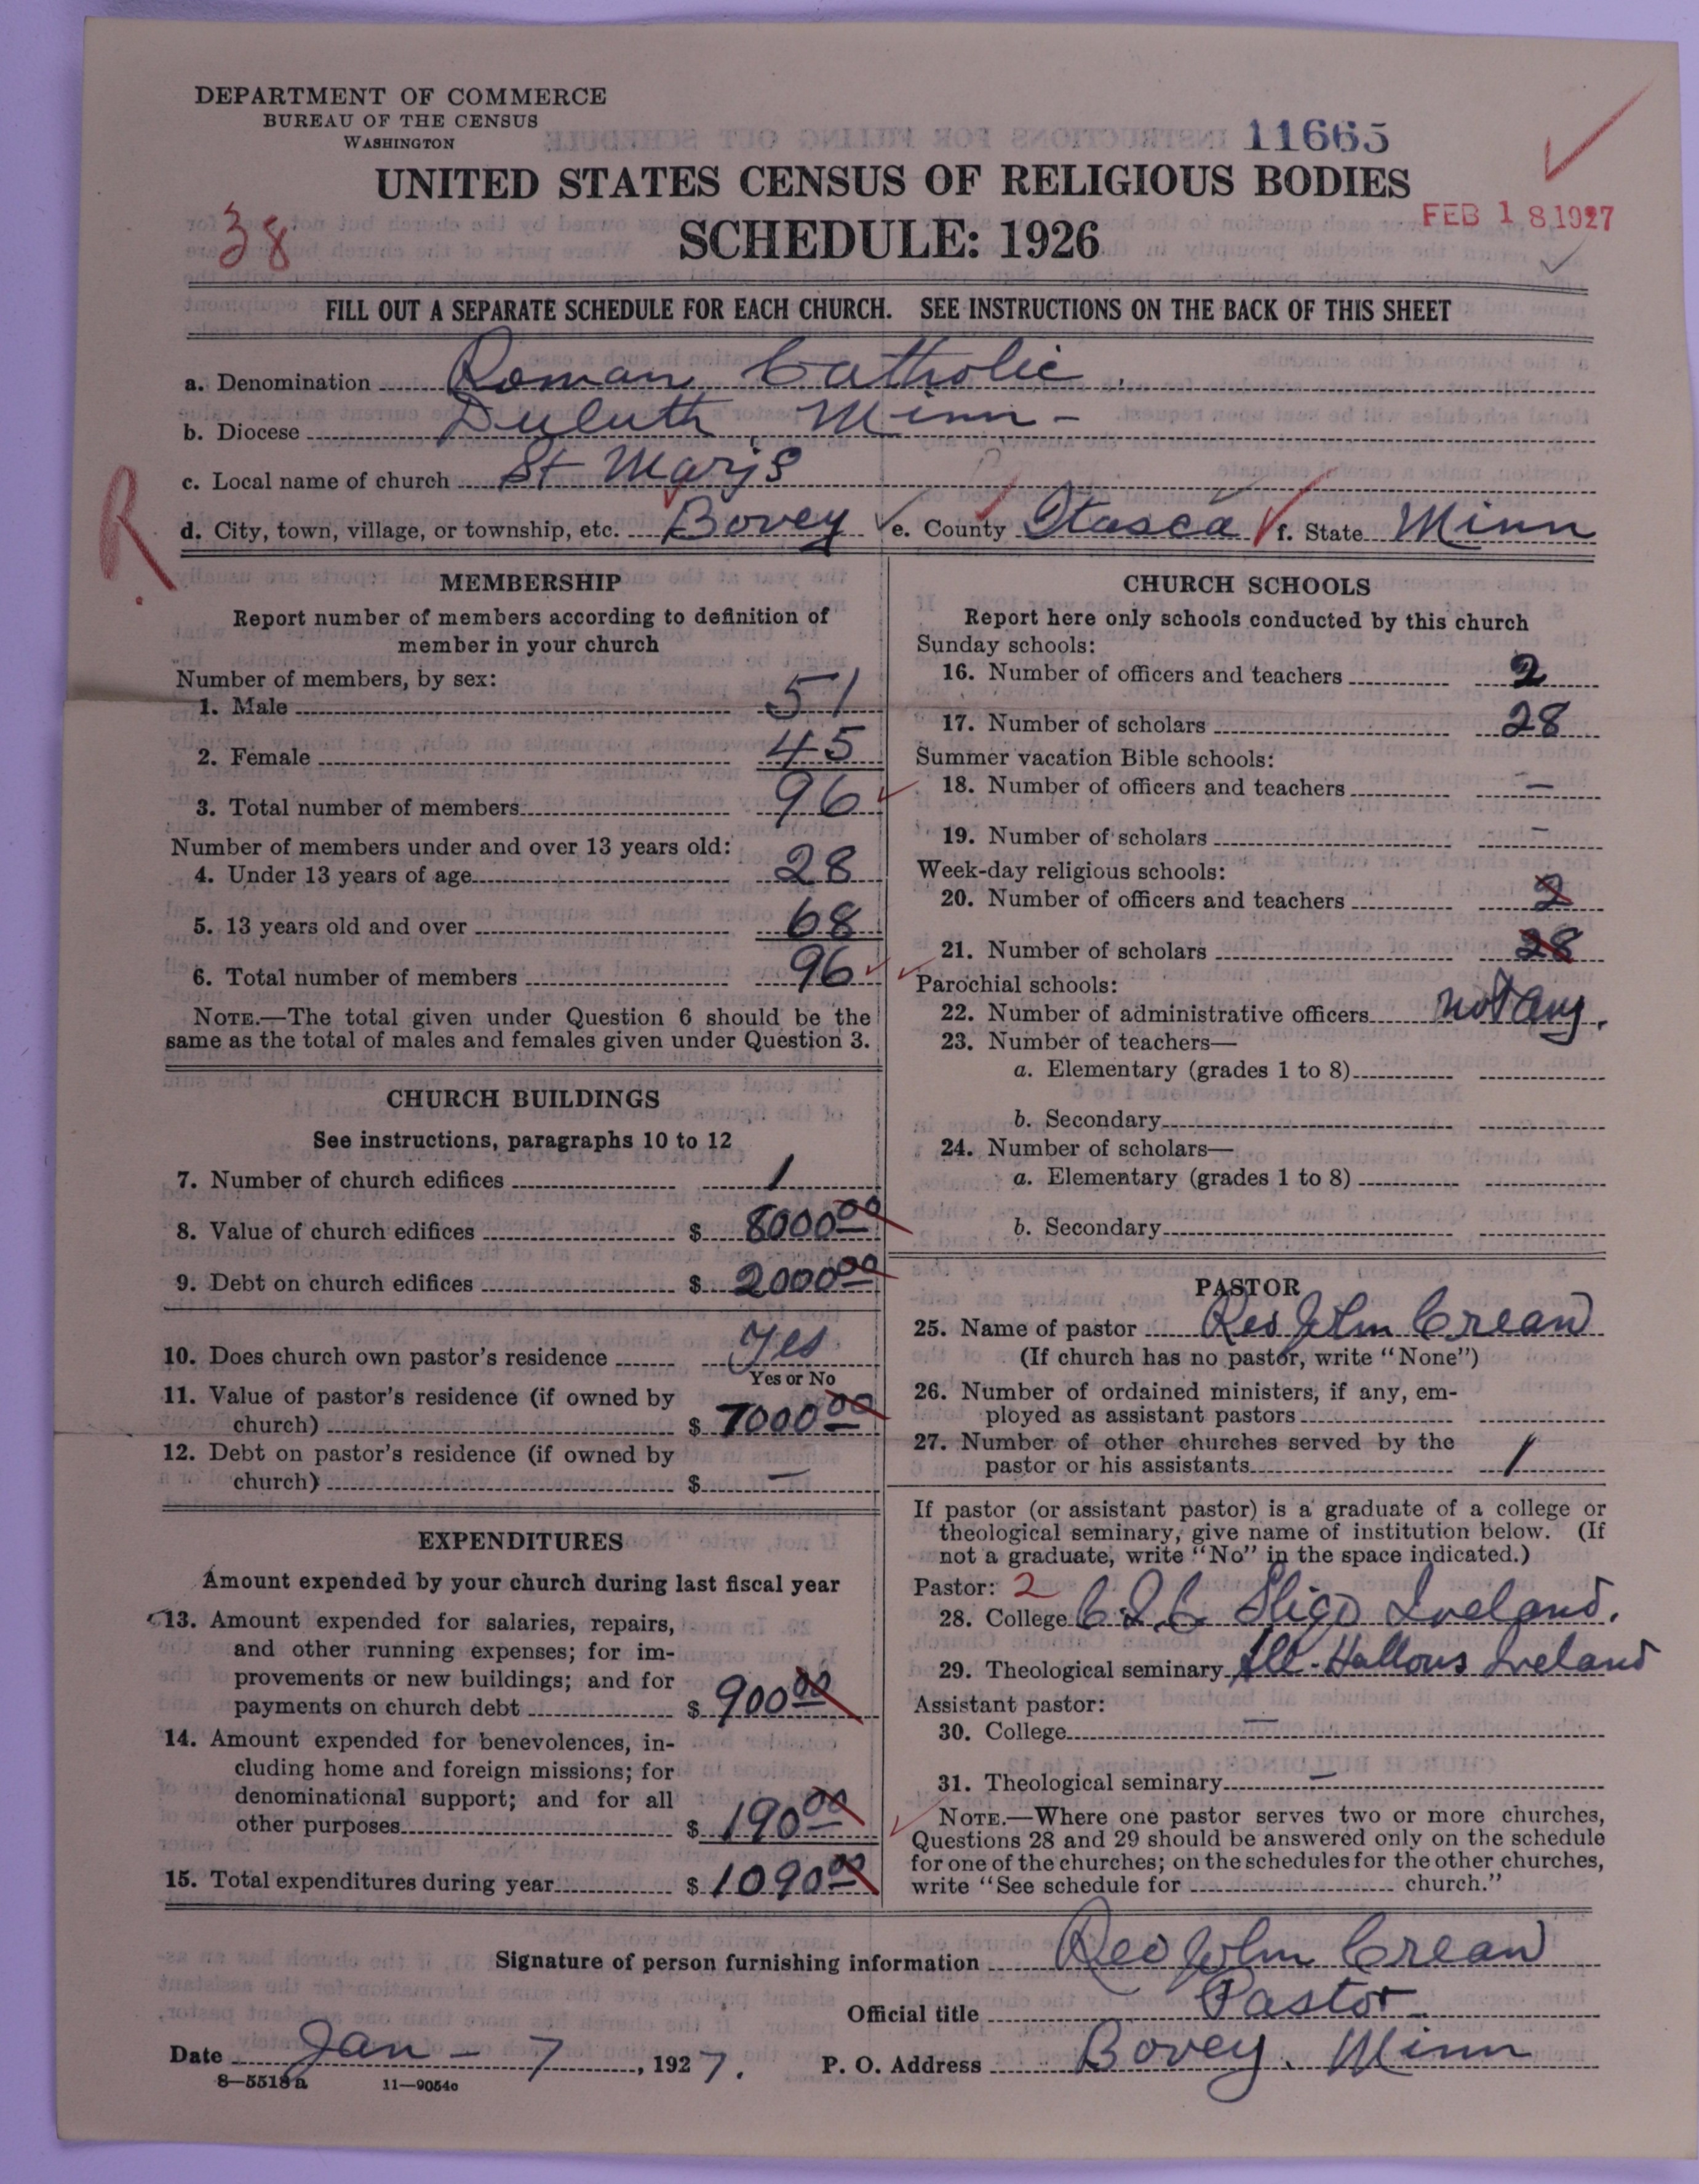 DEPARTMENT OF COMMERCE
BUREAU OF THE CENSUS
WASHINGTON
11665
UNITED STATES CENSUS OF RELIGIOUS BODIES
SCHEDULE: 1926
FEB 18 1927
38
FILL OUT A SEPARATE SCHEDULE FOR EACH CHURCH. SEE INSTRUCTIONS ON THE BACK OF THIS SHEET
a. Denomination Roman Catholic
b. Diocese Duluth Minn-
c. Local name of church St Mary's
R
d. City, town, village, or township, etc. Bovey e. County Itasca f. State Minn
MEMBERSHIP
Report number of members according to definition of
member in your church
Number of members, by sex:
1. Male 51
2. Female 45
3. Total number of members 96
Number of members under and over 13 years old:
4. Under 13 years of age 28
5. 13 years old and over 68
6. Total number of members 96
NOTE.—The total given under Question 6 should be the
same as the total of males and females given under Question 3.
CHURCH BUILDINGS
See instructions, paragraphs 10 to 12
7. Number of church edifices 1
8. Value of church edifices $ 8000 00
9. Debt on church edifices $ 2000 00
10. Does church own pastor's residence Yes
Yes or No
11. Value of pastor's residence (if owned by
church) $ 7000 00
12. Debt on pastor's residence (if owned by
church) $ —
EXPENDITURES
Amount expended by your church during last fiscal year
13. Amount expended for salaries, repairs,
and other running expenses; for im-
provements or new buildings; and for
payments on church debt $ 900 00
14. Amount expended for benevolences, in-
cluding home and foreign missions; for
denominational support; and for all
other purposes $ 190 00
15. Total expenditures during year $ 1090 00
CHURCH SCHOOLS
Report here only schools conducted by this church
Sunday schools:
16. Number of officers and teachers 2
17. Number of scholars 28
Summer vacation Bible schools:
18. Number of officers and teachers —
19. Number of scholars —
Week-day religious schools:
20. Number of officers and teachers 2
21. Number of scholars 28
Parochial schools:
22. Number of administrative officers not any.
23. Number of teachers—
a. Elementary (grades 1 to 8)
b. Secondary
24. Number of scholars—
a. Elementary (grades 1 to 8)
b. Secondary
PASTOR
25. Name of pastor Rev John Crean
(If church has no pastor, write "None")
26. Number of ordained ministers, if any, em-
ployed as assistant pastors
27. Number of other churches served by the
pastor or his assistants 1
If pastor (or assistant pastor) is a graduate of a college or
theological seminary, give name of institution below. (If
not a graduate, write "No" in the space indicated.)
Pastor: 2
28. College Sligo Ireland.
29. Theological seminary All-Hallows Ireland
Assistant pastor:
30. College —
31. Theological seminary —
NOTE.—Where one pastor serves two or more churches,
Questions 28 and 29 should be answered only on the schedule
for one of the churches; on the schedules for the other churches,
write "See schedule for church."
Signature of person furnishing information Rev John Crean
Official title Pastor
Date Jan - 7, 1927. P. O. Address Bovey, Minn
8—5518 a 11—9054c